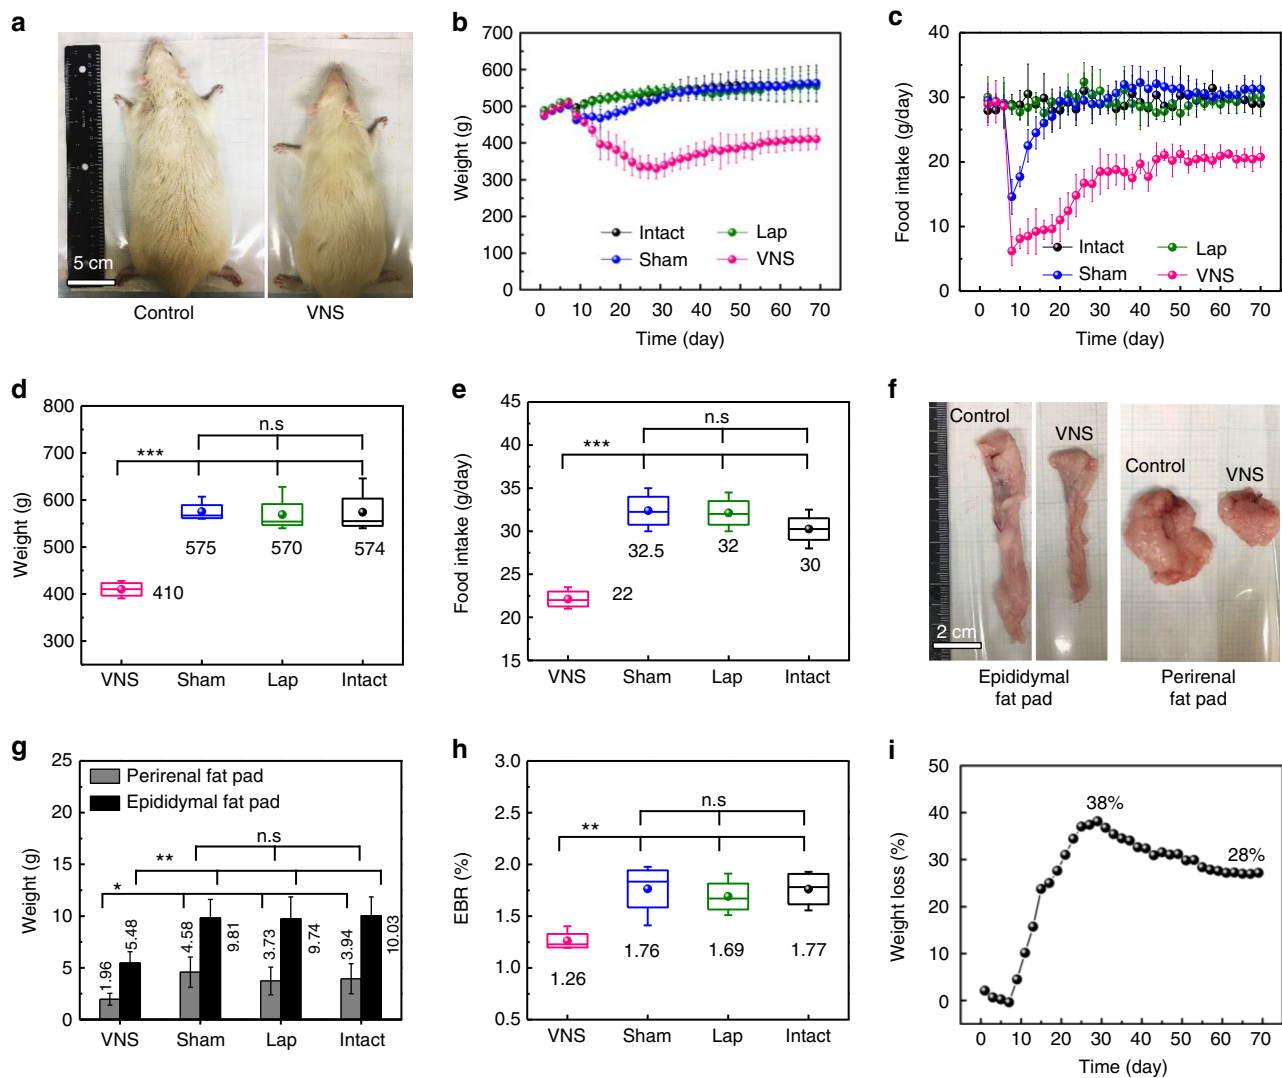 a
5 cm
Control
VNS
b
700
600
500
400
300
200
100
0
Weight (g)
Intact
Lap
Sham
VNS
0 10 20 30 40 50 60 70
Time (day)
c
40
30
20
10
0
Food intake (g/day)
Intact
Lap
Sham
VNS
0 10 20 30 40 50 60 70
Time (day)
d
800
700
600
500
400
300
Weight (g)
n.s
***
410
575
570
574
VNS Sham Lap Intact
e
45
40
35
30
25
20
15
Food intake (g/day)
n.s
***
22
32.5
32
30
VNS Sham Lap Intact
f
Control
VNS
Control
VNS
2 cm
Epididymal
fat pad
Perirenal
fat pad
g
25
20
15
10
5
0
Weight (g)
Perirenal fat pad
Epididymal fat pad
n.s
**
*
1.96
5.48
4.58
9.81
3.73
9.74
3.94
10.03
VNS Sham Lap Intact
h
3.0
2.5
2.0
1.5
1.0
0.5
EBR (%)
n.s
**
1.26
1.76
1.69
1.77
VNS Sham Lap Intact
i
50
40
30
20
10
0
Weight loss (%)
38%
28%
0 10 20 30 40 50 60 70
Time (day)